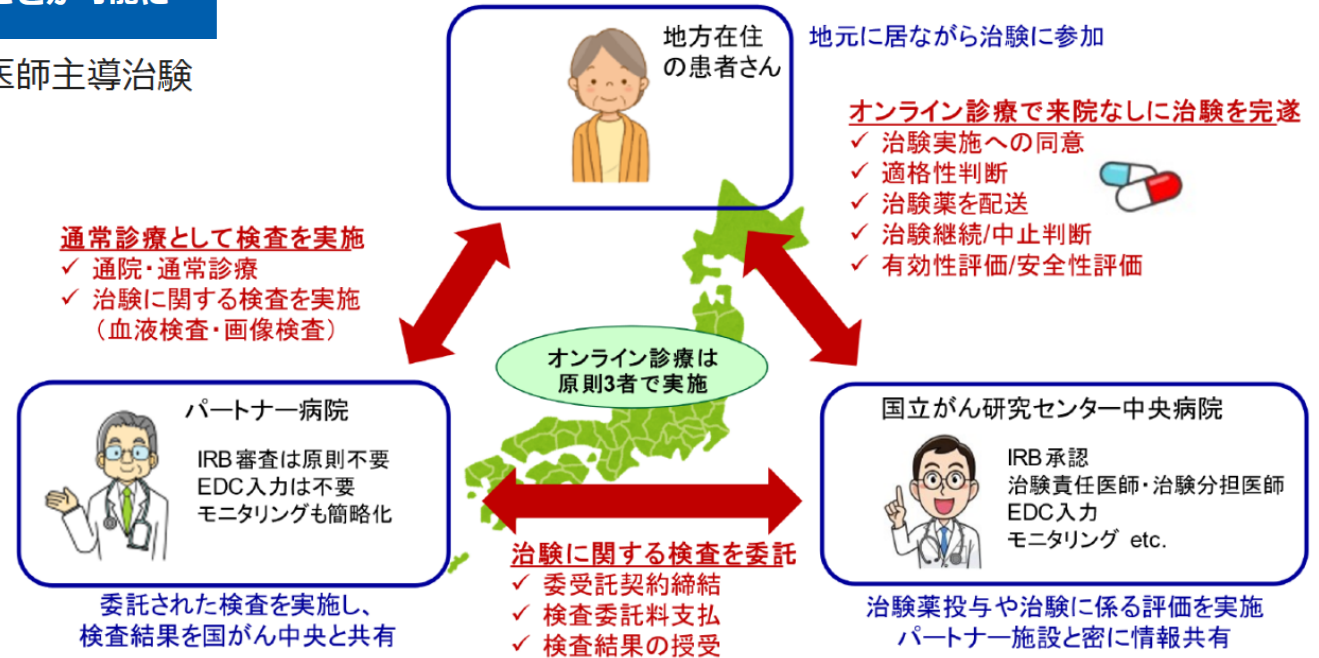 医師主導治験
地方在住
の患者さん
地元に居ながら治験に参加
オンライン診療で来院なしに治験を完遂
✓ 治験実施への同意
✓ 適格性判断
✓ 治験薬を配送
✓ 治験継続/中止判断
✓ 有効性評価/安全性評価
通常診療として検査を実施
✓ 通院・通常診療
✓ 治験に関する検査を実施
（血液検査・画像検査）
オンライン診療は
原則3者で実施
パートナー病院
IRB審査は原則不要
EDC入力は不要
モニタリングも簡略化
委託された検査を実施し、
検査結果を国がん中央と共有
国立がん研究センター中央病院
IRB承認
治験責任医師・治験分担医師
EDC入力
モニタリング etc.
治験薬投与や治験に係る評価を実施
パートナー施設と密に情報共有
治験に関する検査を委託
✓ 委受託契約締結
✓ 検査委託料支払
✓ 検査結果の授受